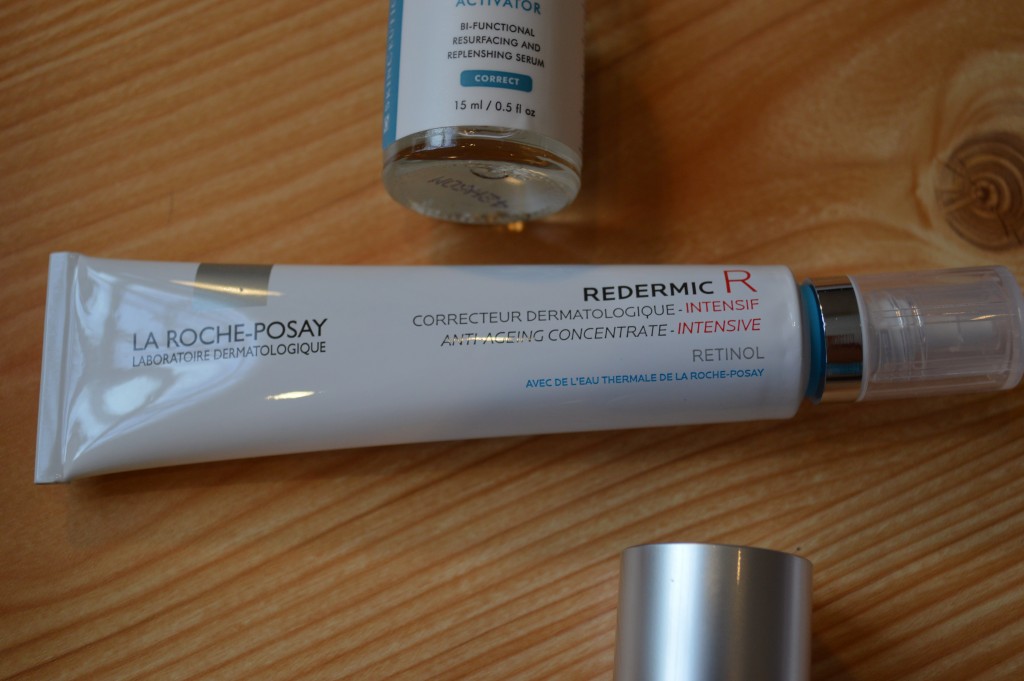 ACTIVATOR
BI-FUNCTIONAL
RESURFACING AND
REPLENSHING SERUM
CORRECT
15 ml / 0.5 fl oz
LA ROCHE-POSAY
LABORATOIRE DERMATOLOGIQUE
REDERMIC R
CORRECTEUR DERMATOLOGIQUE - INTENSIF
ANTI-AGEING CONCENTRATE - INTENSIVE
RETINOL
AVEC DE L'EAU THERMALE DE LA ROCHE-POSAY